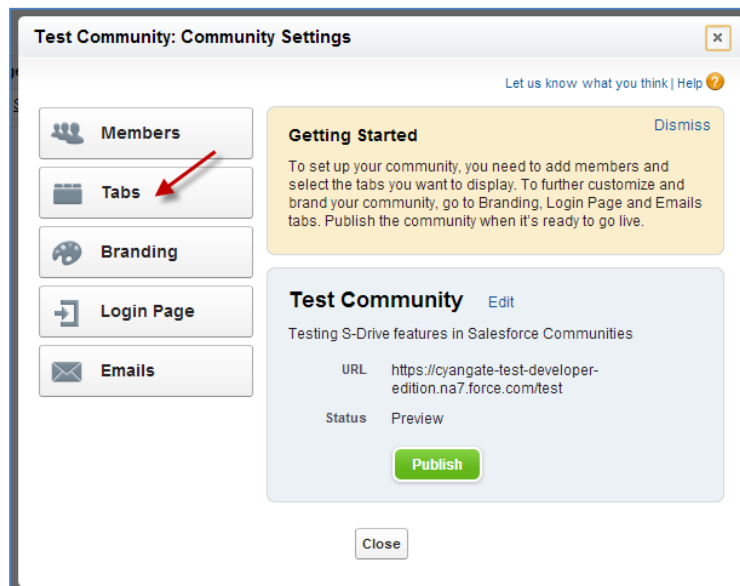 Test Community: Community Settings
Let us know what you think | Help
Members
Tabs
Branding
Login Page
Emails
Getting Started
Dismiss
To set up your community, you need to add members and
select the tabs you want to display. To further customize and
brand your community, go to Branding, Login Page and Emails
tabs. Publish the community when it's ready to go live.
Test Community Edit
Testing S-Drive features in Salesforce Communities
URL https://cyangate-test-developer-
edition.na7.force.com/test
Status Preview
Publish
Close